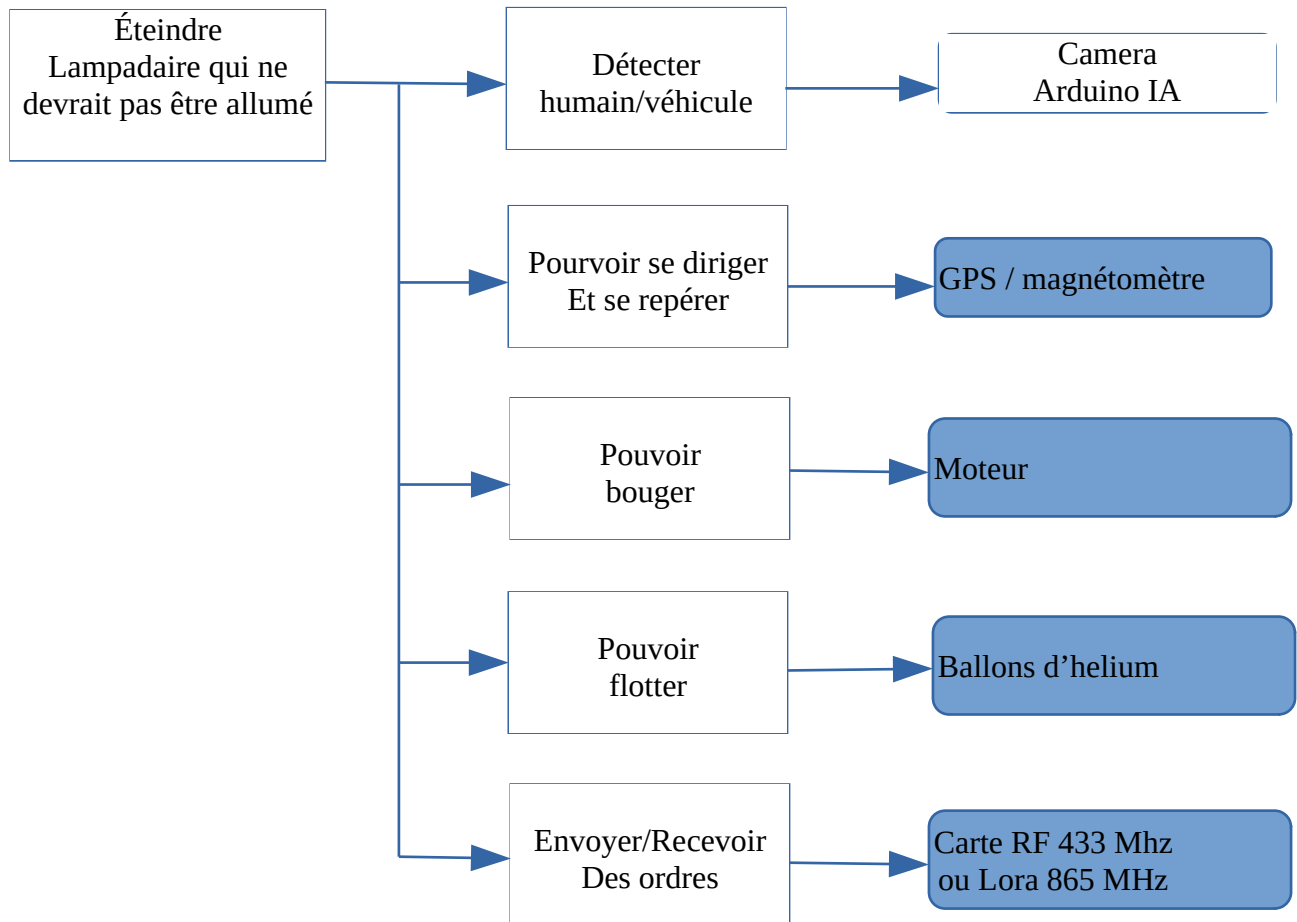 Éteindre
Lampadaire qui ne
devrait pas être allumé
Détecter
humain/véhicule
Camera
Arduino IA
Pourvoir se diriger
Et se repérer
GPS / magnétomètre
Pouvoir
bouger
Moteur
Pouvoir
flotter
Ballons d’helium
Envoyer/Recevoir
Des ordres
Carte RF 433 Mhz
ou Lora 865 MHz